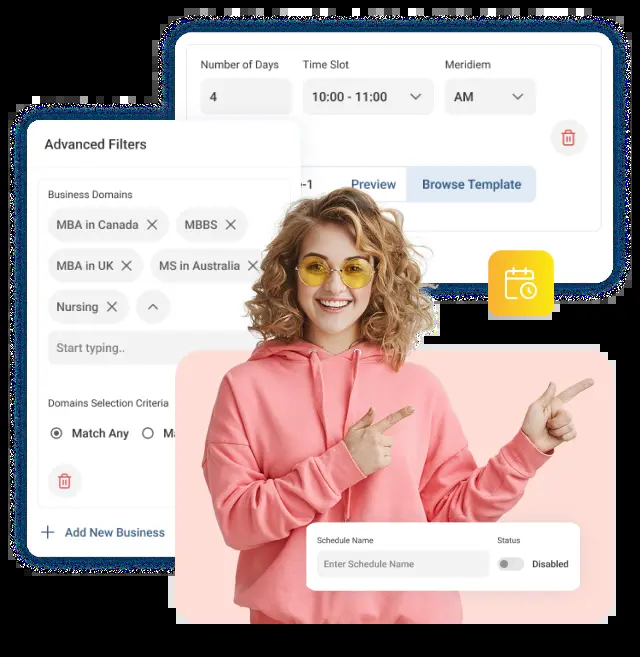 Number of Days
Time Slot
Meridiem
4
10:00 - 11:00
AM
-1
Preview
Browse Template
Advanced Filters
Business Domains
MBA in Canada
MBBS
MBA in UK
MS in Australia
Nursing
Start typing..
Domains Selection Criteria
Match Any
Add New Business
Schedule Name
Status
Enter Schedule Name
Disabled